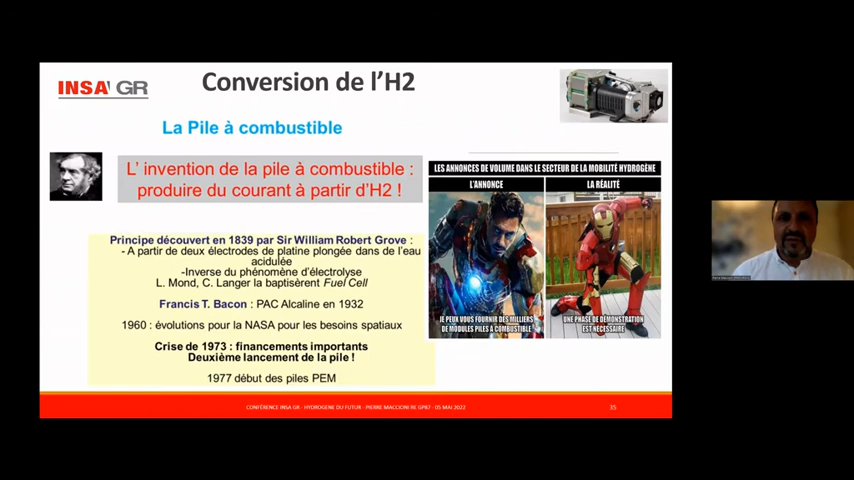 INSA GR
Conversion de l'H2
La Pile à combustible
L' invention de la pile à combustible :
produire du courant à partir d'H2 !
LES ANNONCES DE VOLUME DANS LE SECTEUR DE LA MOBILITÉ HYDROGÈNE
L'ANNONCE
LA RÉALITÉ
JE PEUX VOUS FOURNIR DES MILLIERS
DE MODULES PILES À COMBUSTIBLE !
UNE PHASE DE DÉMONSTRATION
EST NÉCESSAIRE
Principe découvert en 1839 par Sir William Robert Grove :
- A partir de deux électrodes de platine plongée dans de l'eau
acidulée
-Inverse du phénomène d'électrolyse
L. Mond, C. Langer la baptisèrent Fuel Cell
Francis T. Bacon : PAC Alcaline en 1932
1960 : évolutions pour la NASA pour les besoins spatiaux
Crise de 1973 : financements importants
Deuxième lancement de la pile !
1977 début des piles PEM
CONFÉRENCE INSA GR - HYDROGENE DU FUTUR - PIERRE MACCIONI RE GP87 - 05 MAI 2022
35